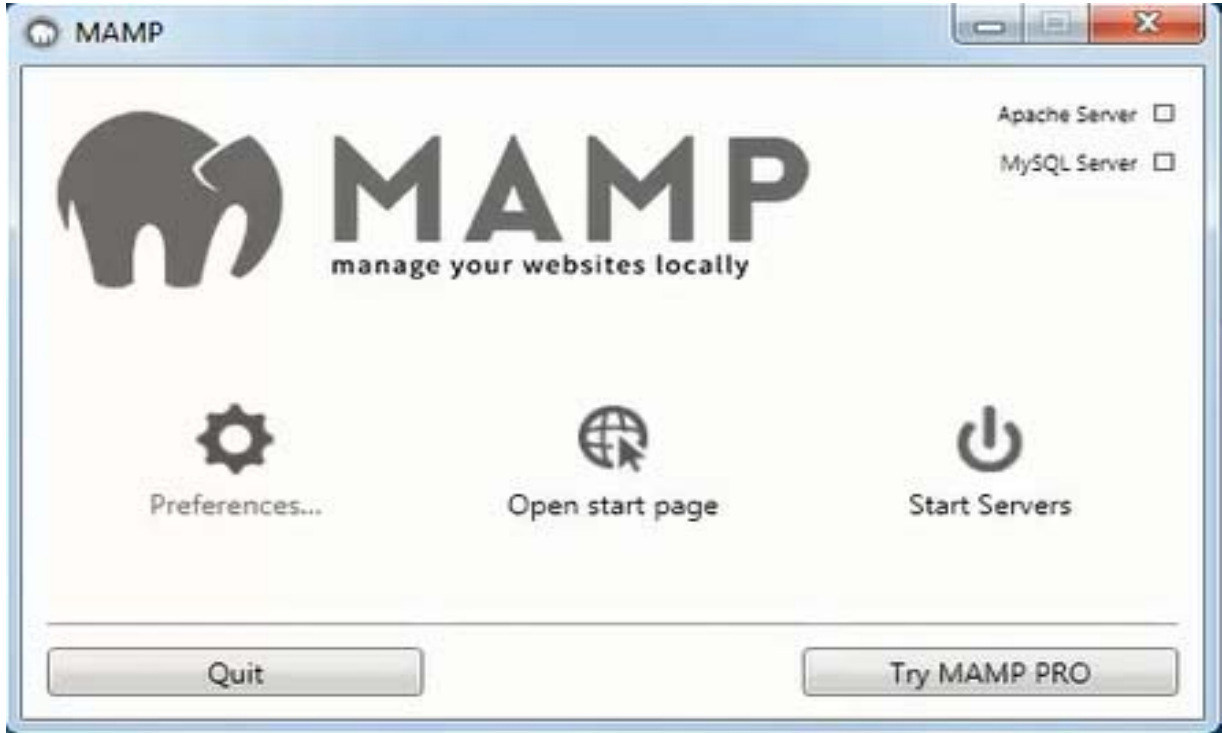 MAMP
Apache Server
MySQL Server
MAMP
manage your websites locally
Preferences...
Open start page
Start Servers
Quit
Try MAMP PRO